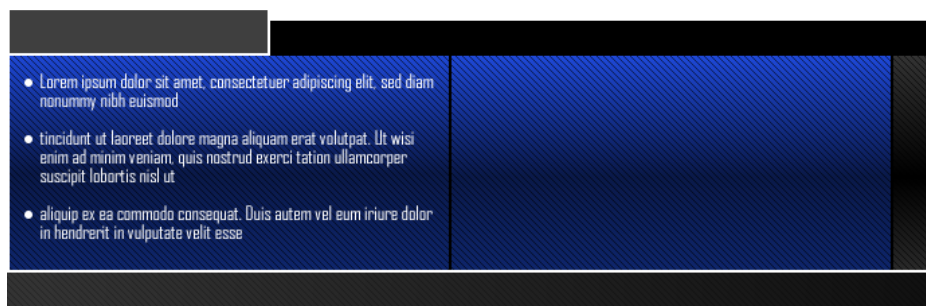 • Lorem ipsum dolor sit amet, consectetuer adipiscing elit, sed diam
nonummy nibh euismod
• tincidunt ut laoreet dolore magna aliquam erat volutpat. Ut wisi
enim ad minim veniam, quis nostrud exerci tation ullamcorper
suscipit lobortis nisl ut
• aliquip ex ea commodo consequat. Duis autem vel eum iriure dolor
in hendrerit in vulputate velit esse